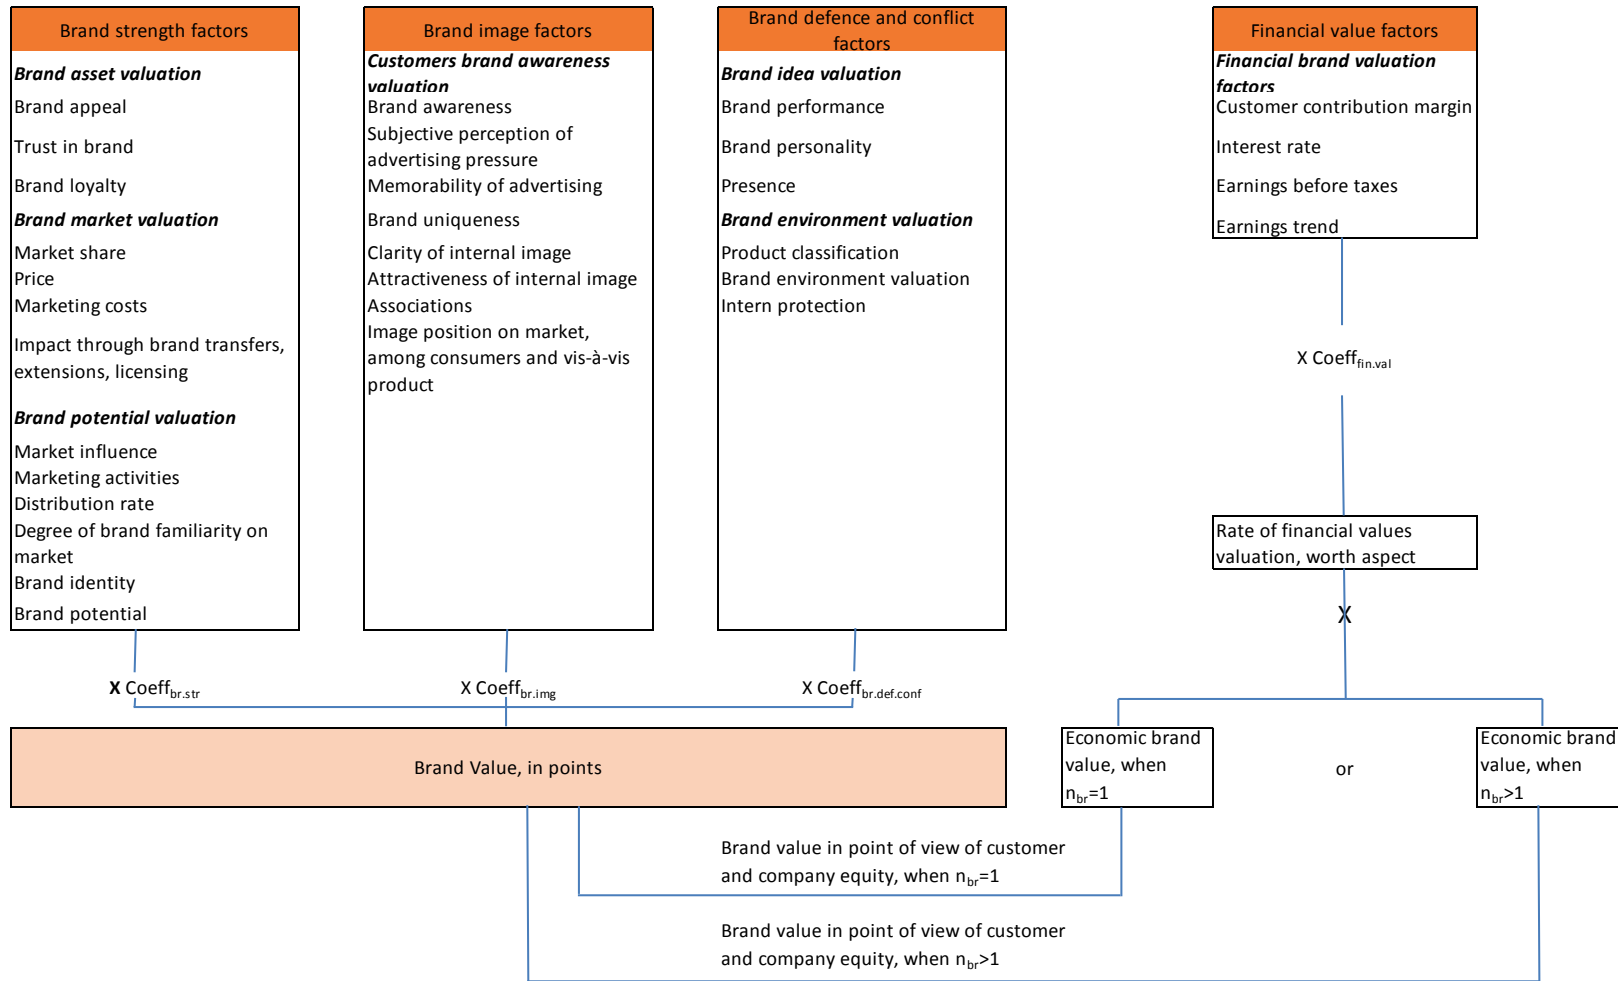 Brand strength factors
Brand asset valuation
Brand appeal
Trust in brand
Brand loyalty
Brand market valuation
Market share
Price
Marketing costs
Impact through brand transfers,
extensions, licensing
Brand potential valuation
Market influence
Marketing activities
Distribution rate
Degree of brand familiarity on
market
Brand identity
Brand potential
X Coeff br.str
Brand image factors
Customers brand awareness
valuation
Brand awareness
Subjective perception of
advertising pressure
Memorability of advertising
Brand uniqueness
Clarity of internal image
Attractiveness of internal image
Associations
Image position on market,
among consumers and vis-à-vis
product
X Coeff br.img
Brand defence and conflict
factors
Brand idea valuation
Brand performance
Brand personality
Presence
Brand environment valuation
Product classification
Brand environment valuation
Intern protection
X Coeff br.def.conf
Financial value factors
Financial brand valuation
factors
Customer contribution margin
Interest rate
Earnings before taxes
Earnings trend
X Coeff fin.val
Rate of financial values
valuation, worth aspect
X
Brand Value, in points
Economic brand
value, when
n br=1
or
Economic brand
value, when
n br>1
Brand value in point of view of customer
and company equity, when n br=1
Brand value in point of view of customer
and company equity, when n br>1